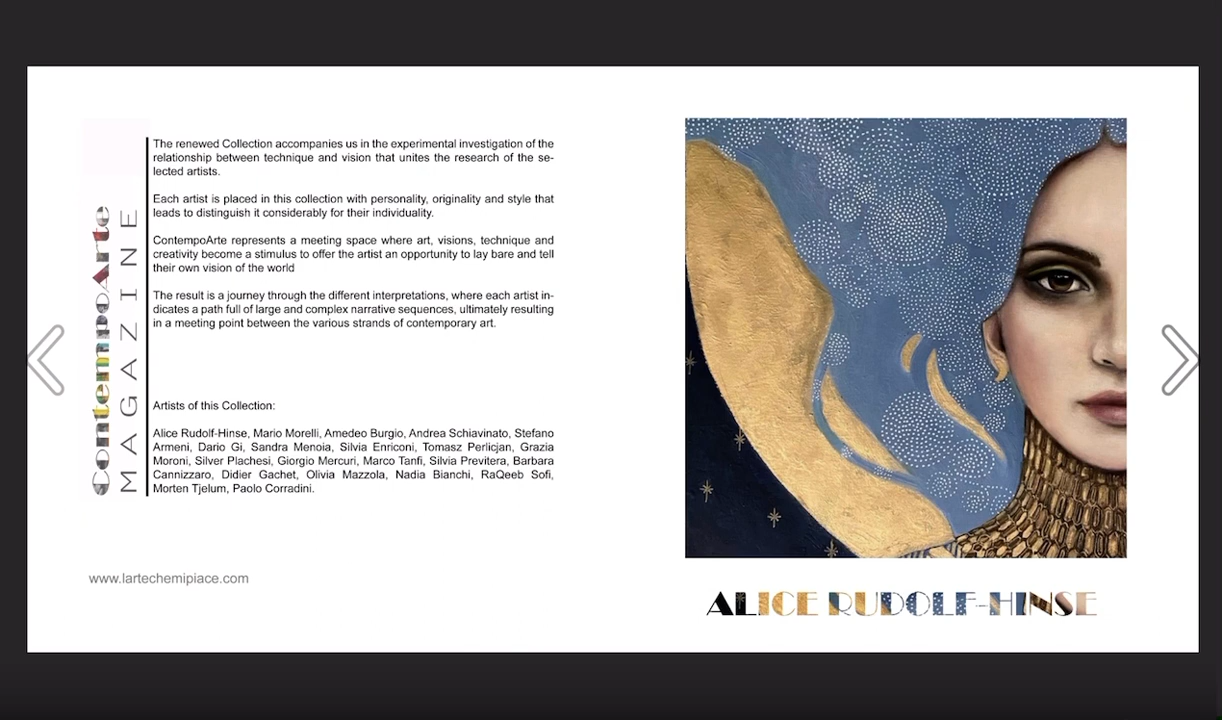 ContempoArte
MAGAZINE
The renewed Collection accompanies us in the experimental investigation of the
relationship between technique and vision that unites the research of the se-
lected artists.
Each artist is placed in this collection with personality, originality and style that
leads to distinguish it considerably for their individuality.
ContempoArte represents a meeting space where art, visions, technique and
creativity become a stimulus to offer the artist an opportunity to lay bare and tell
their own vision of the world
The result is a journey through the different interpretations, where each artist in-
dicates a path full of large and complex narrative sequences, ultimately resulting
in a meeting point between the various strands of contemporary art.
Artists of this Collection:
Alice Rudolf-Hinse, Mario Morelli, Amedeo Burgio, Andrea Schiavinato, Stefano
Armeni, Dario Gi, Sandra Menoia, Silvia Enriconi, Tomasz Perlicjan, Grazia
Moroni, Silver Plachesi, Giorgio Mercuri, Marco Tanfi, Silvia Previtera, Barbara
Cannizzaro, Didier Gachet, Olivia Mazzola, Nadia Bianchi, RaQeeb Sofi,
Morten Tjelum, Paolo Corradini.
www.lartechemipiace.com
ALICE RUDOLF-HINSE